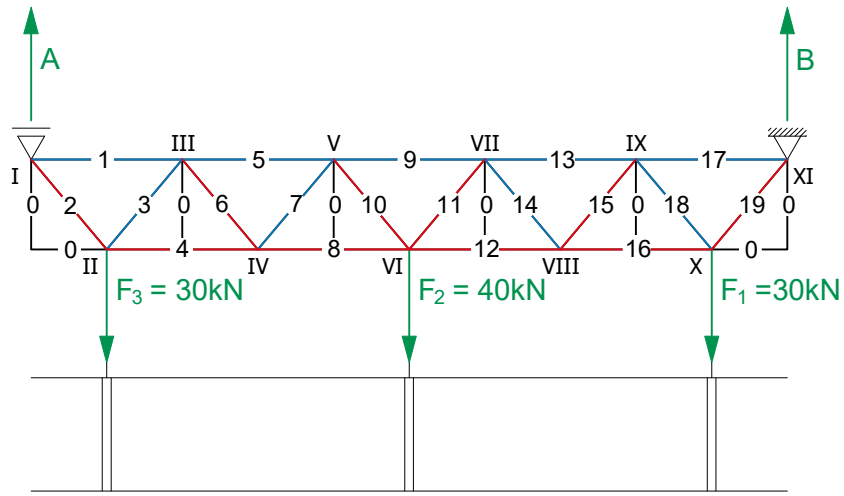 A B
III V VII IX
1 5 9 13 17
I XI
0 2 3 0 6 7 0 10 11 0 14 15 0 18 19 0
0 4 8 12 16 0
II IV VI VIII X
F₃ = 30kN F₂ = 40kN F₁ =30kN